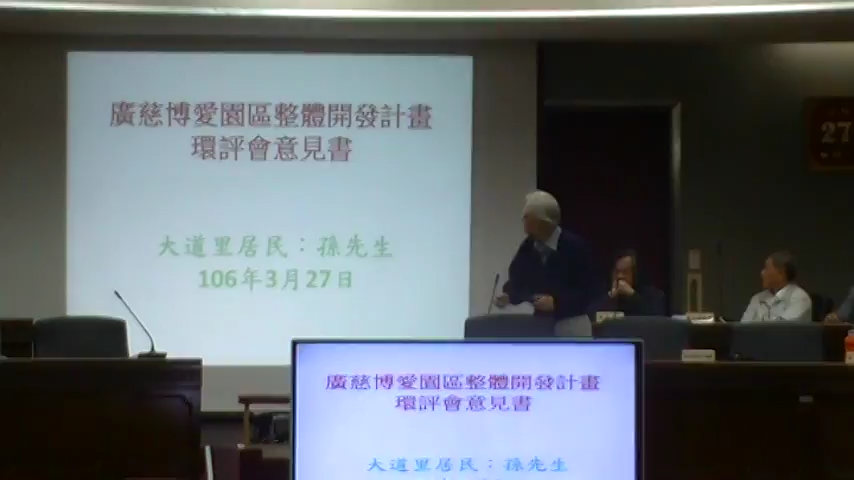 廣慈博愛園區整體開發計畫
環評會意見書
大道里居民：孫先生
106年3月27日
27
廣慈博愛園區整體開發計畫
環評會意見書
大道里居民：孫先生